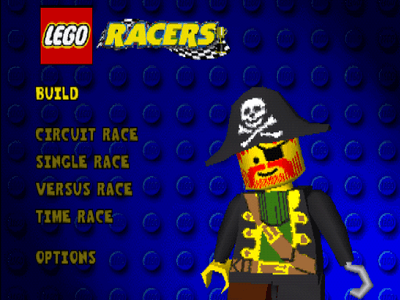 LEGO RACERS
BUILD
CIRCUIT RACE
SINGLE RACE
VERSUS RACE
TIME RACE
OPTIONS